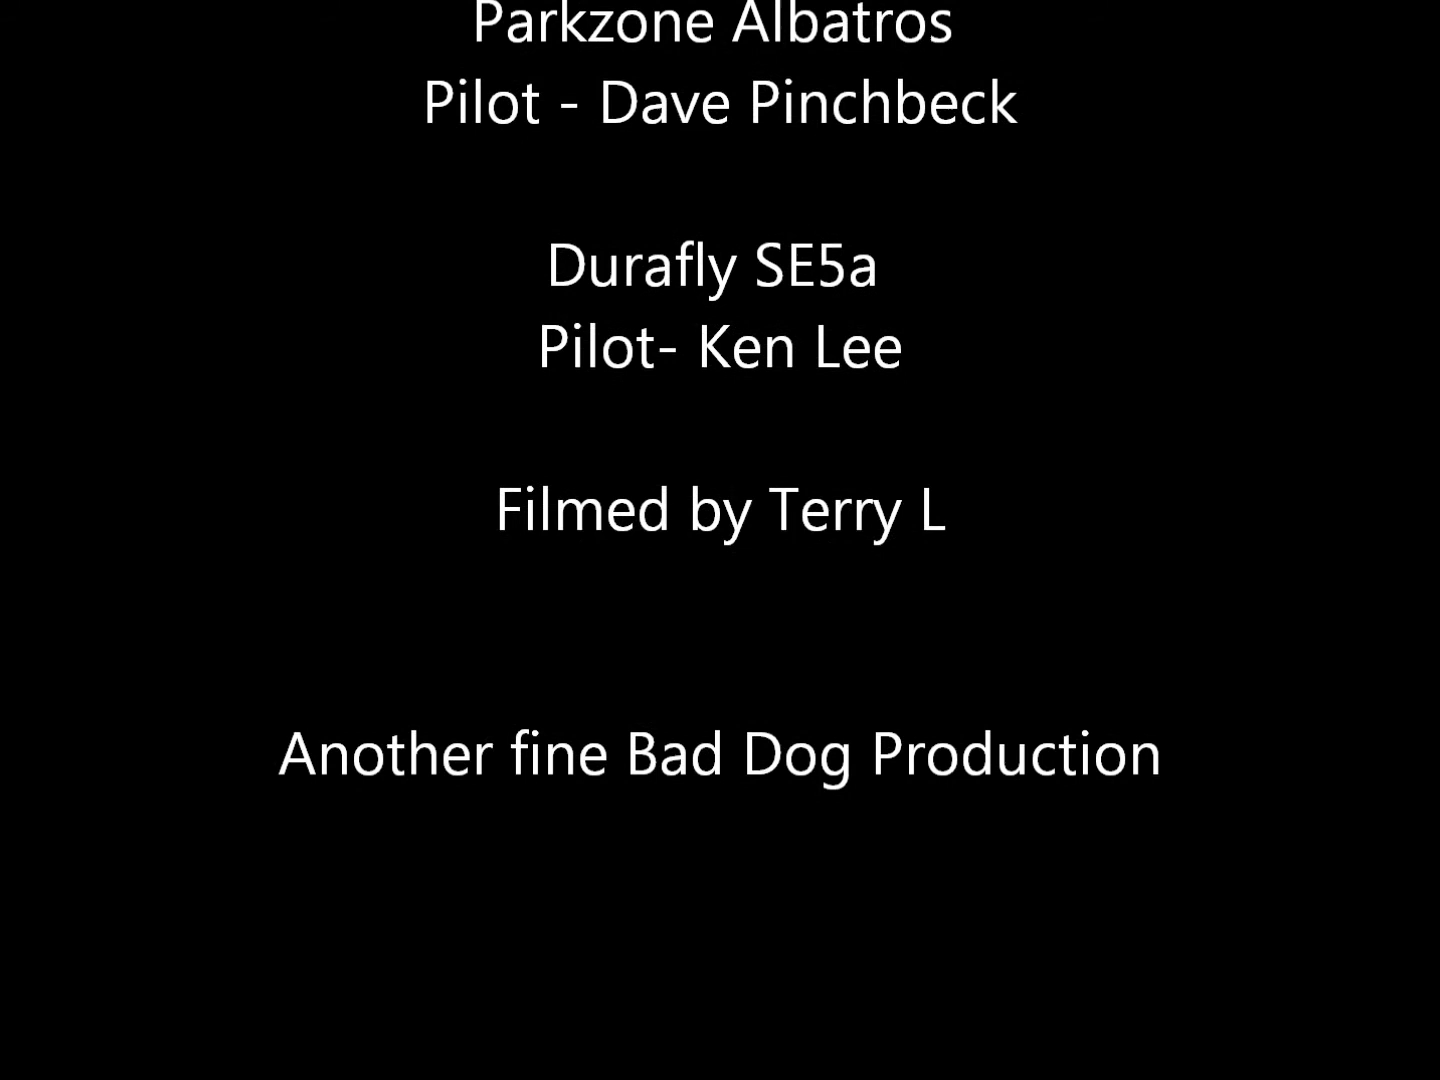 Parkzone Albatros
Pilot - Dave Pinchbeck
Durafly SE5a
Pilot- Ken Lee
Filmed by Terry L
Another fine Bad Dog Production